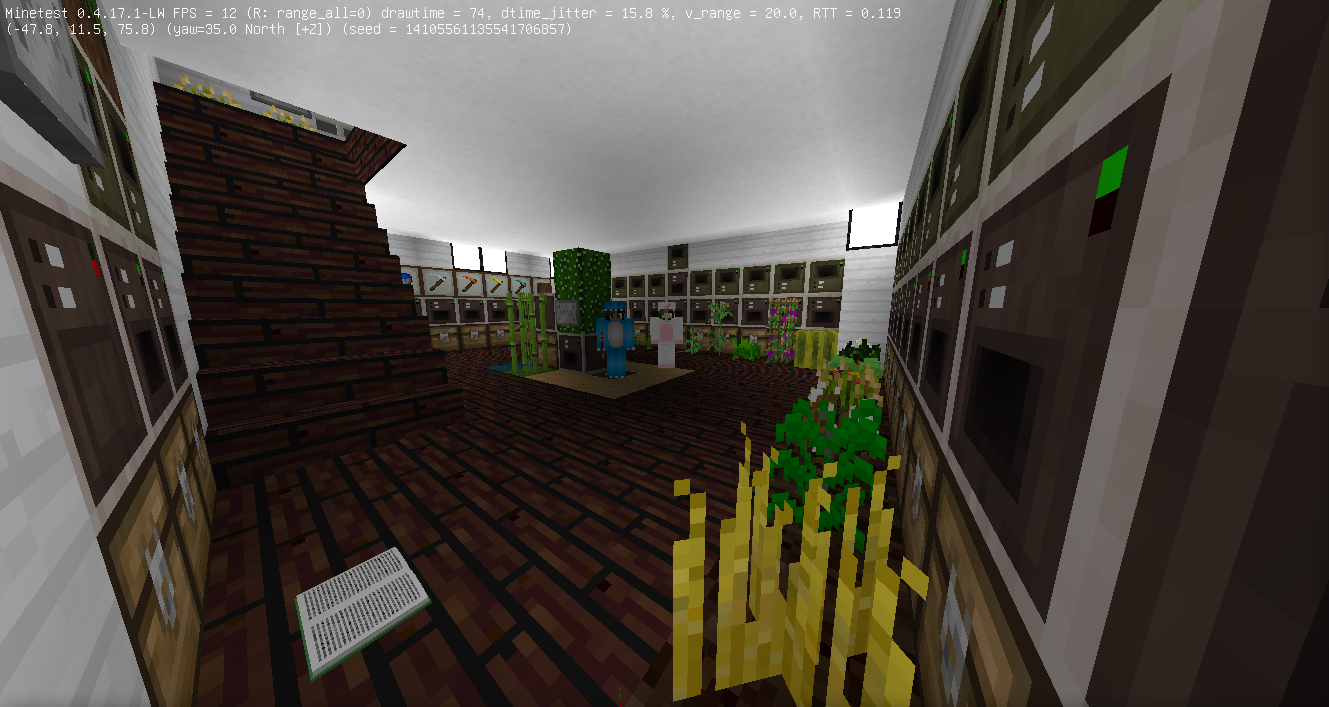 Minetest 0.4.17.1-LW FPS = 12 (R: range_all=0) drawtime = 74, dtime_jitter = 15.8 %, v_range = 20.0, RTT = 0.119
(-47.8, 11.5, 75.8) (yaw=35.0 North [+Z]) (seed = 14105561135541706857)